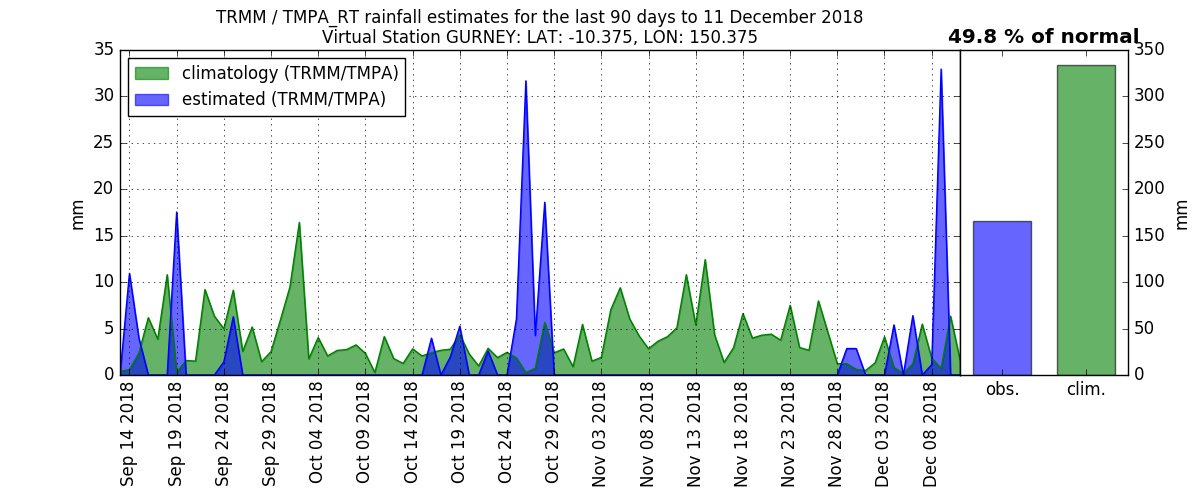 TRMM / TMPA_RT rainfall estimates for the last 90 days to 11 December 2018
Virtual Station GURNEY: LAT: -10.375, LON: 150.375
49.8 % of normal
climatology (TRMM/TMPA)
estimated (TRMM/TMPA)
mm
35
30
25
20
15
10
5
0
Sep 14 2018
Sep 19 2018
Sep 24 2018
Sep 29 2018
Oct 04 2018
Oct 09 2018
Oct 14 2018
Oct 19 2018
Oct 24 2018
Oct 29 2018
Nov 03 2018
Nov 08 2018
Nov 13 2018
Nov 18 2018
Nov 23 2018
Nov 28 2018
Dec 03 2018
Dec 08 2018
obs.
clim.
350
300
250
200
150
100
50
0
mm